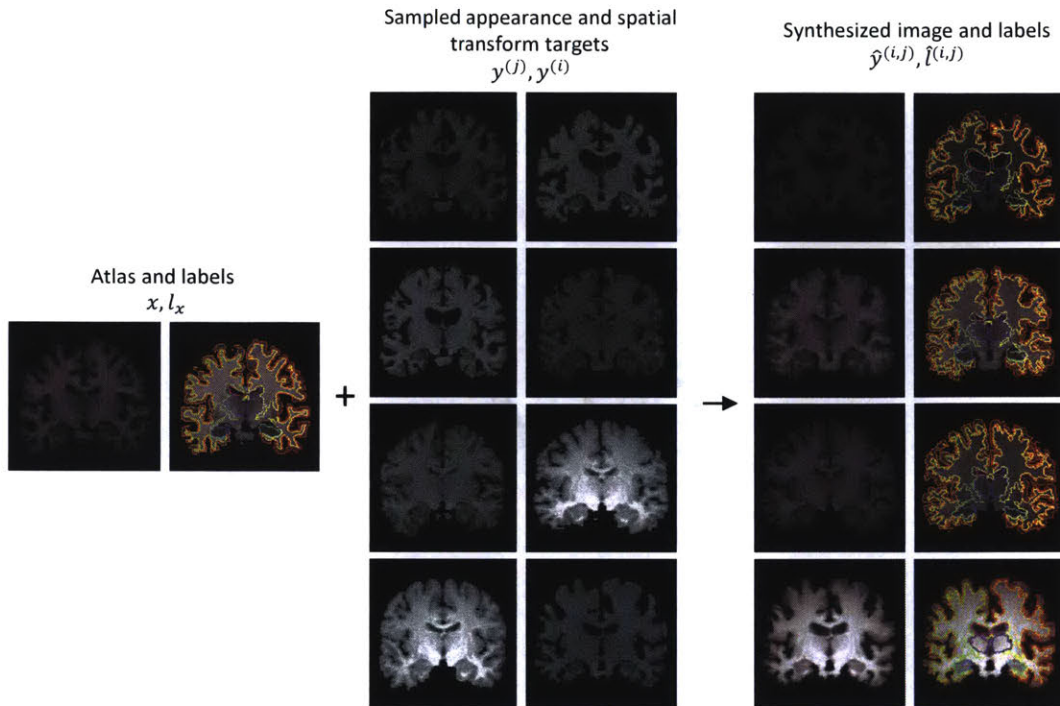 Sampled appearance and spatial
transform targets
y^{(j)}, y^{(i)}
Synthesized image and labels
ŷ^{(i,j)}, l̂^{(i,j)}
Atlas and labels
x, l_x
+
→